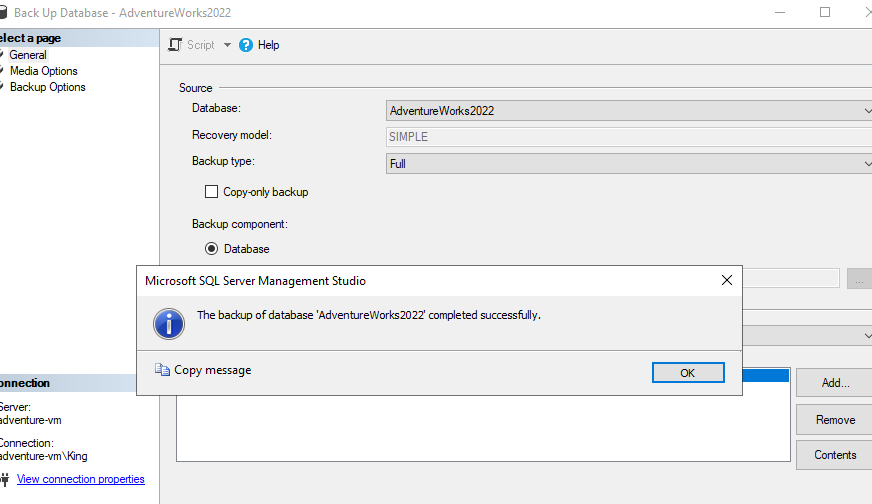 Back Up Database - AdventureWorks2022
elect a page
General
Media Options
Backup Options
Script
Help
Source
Database:
AdventureWorks2022
Recovery model:
SIMPLE
Backup type:
Full
Copy-only backup
Backup component:
Database
...
Microsoft SQL Server Management Studio
The backup of database 'AdventureWorks2022' completed successfully.
Copy message
OK
Add...
Remove
Contents
onnection
Server:
adventure-vm
Connection:
adventure-vm\King
View connection properties